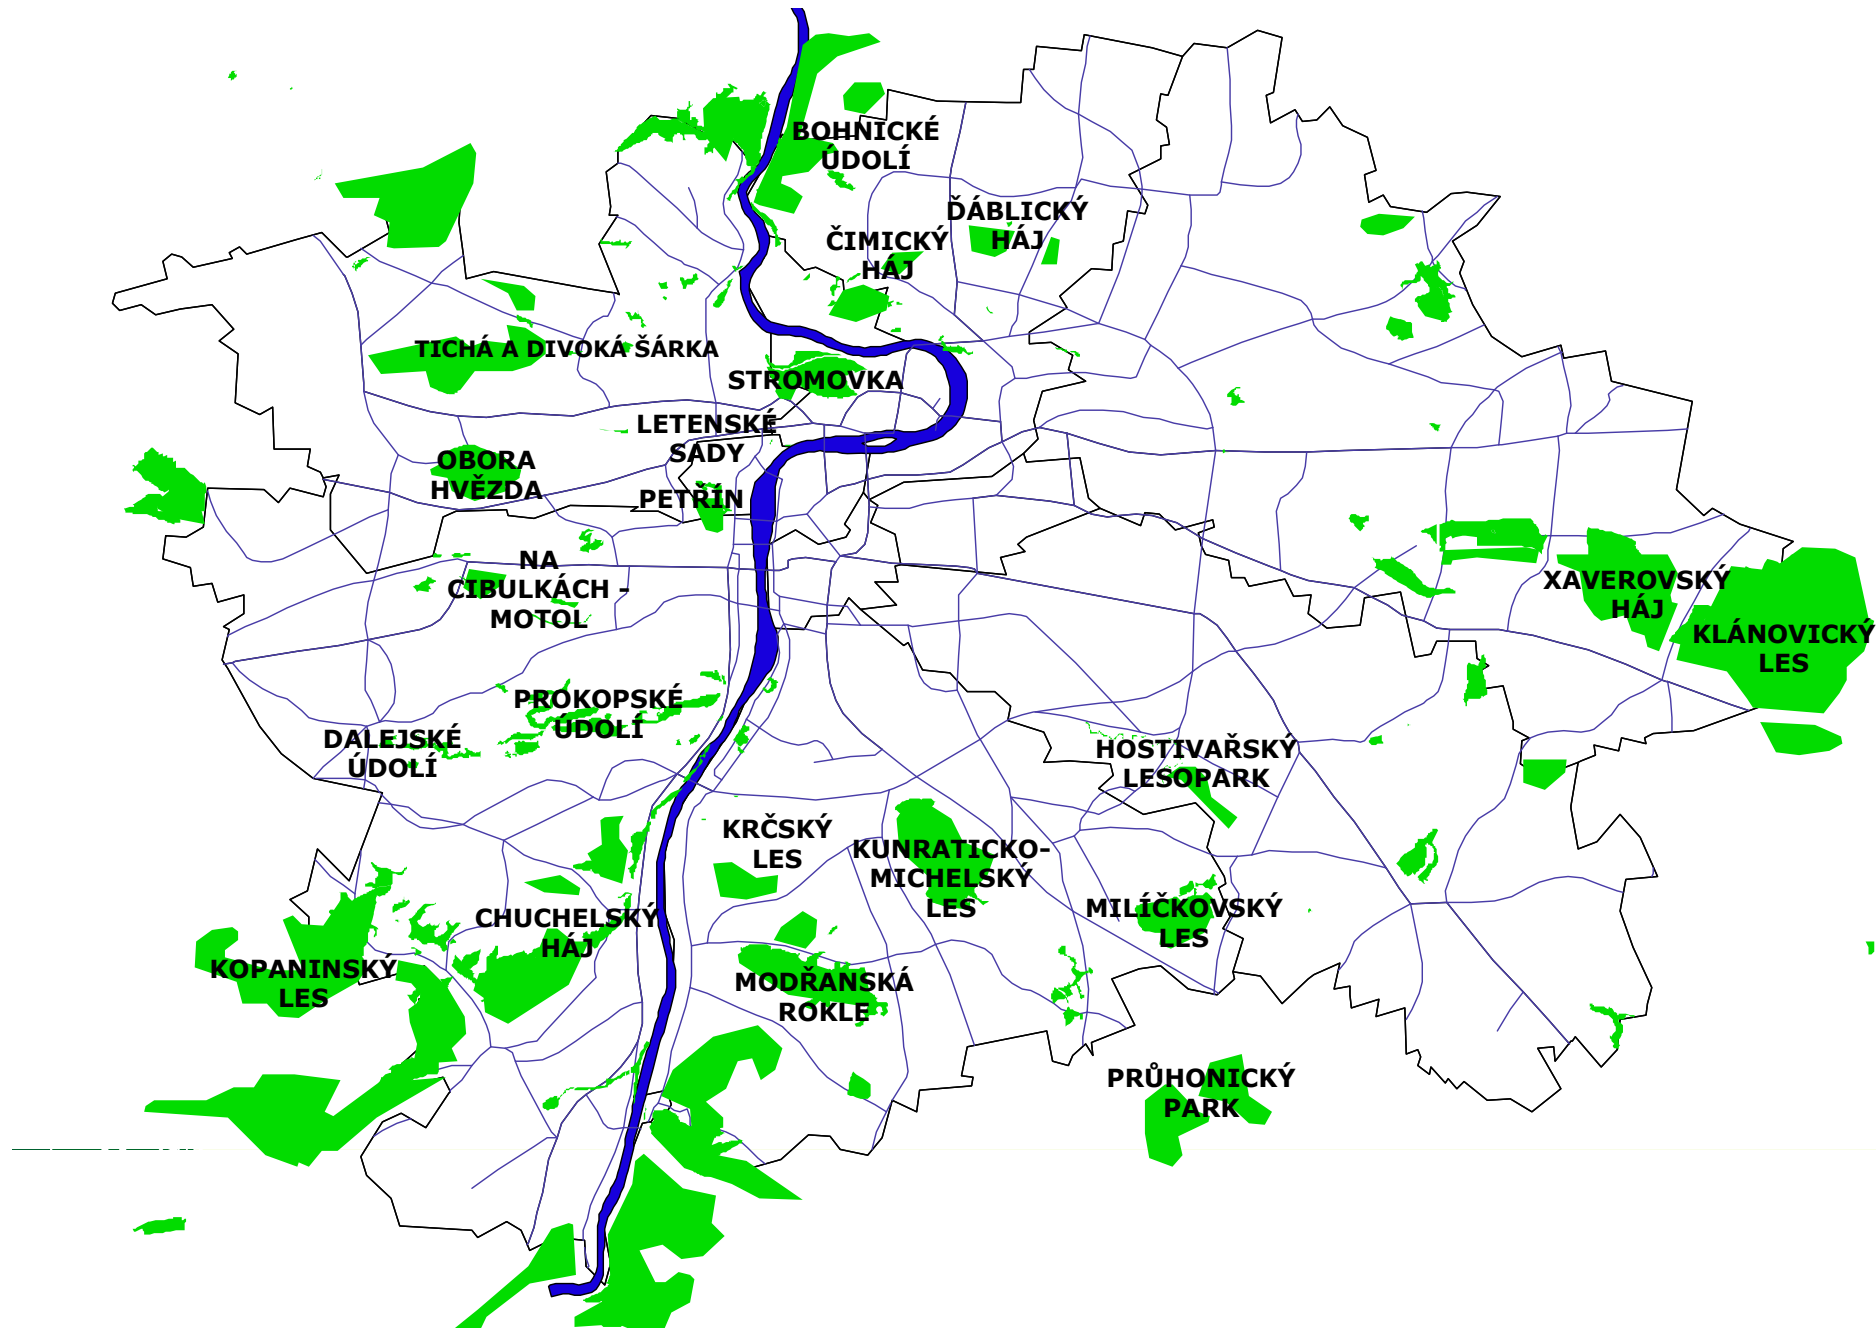 BOHNICKÉ
ÚDOLÍ
ĎÁBLICKÝ
HÁJ
ČIMICKÝ
HÁJ
TICHÁ A DIVOKÁ ŠÁRKA
STROMOVKA
LETENSKÉ
SADY
OBORA
HVĚZDA
PETŘÍN
NA
CIBULKÁCH -
MOTOL
XAVEROVSKÝ
HÁJ
KLÁNOVICKÝ
LES
PROKOPSKÉ
ÚDOLÍ
DALEJSKÉ
ÚDOLÍ
HOSTIVAŘSKÝ
LESOPARK
KRČSKÝ
LES
KUNRATICKO-
MICHELSKÝ
LES
MILÍČKOVSKÝ
LES
CHUCHELSKÝ
HÁJ
KOPANINSKÝ
LES
MODŘANSKÁ
ROKLE
PRŮHONICKÝ
PARK